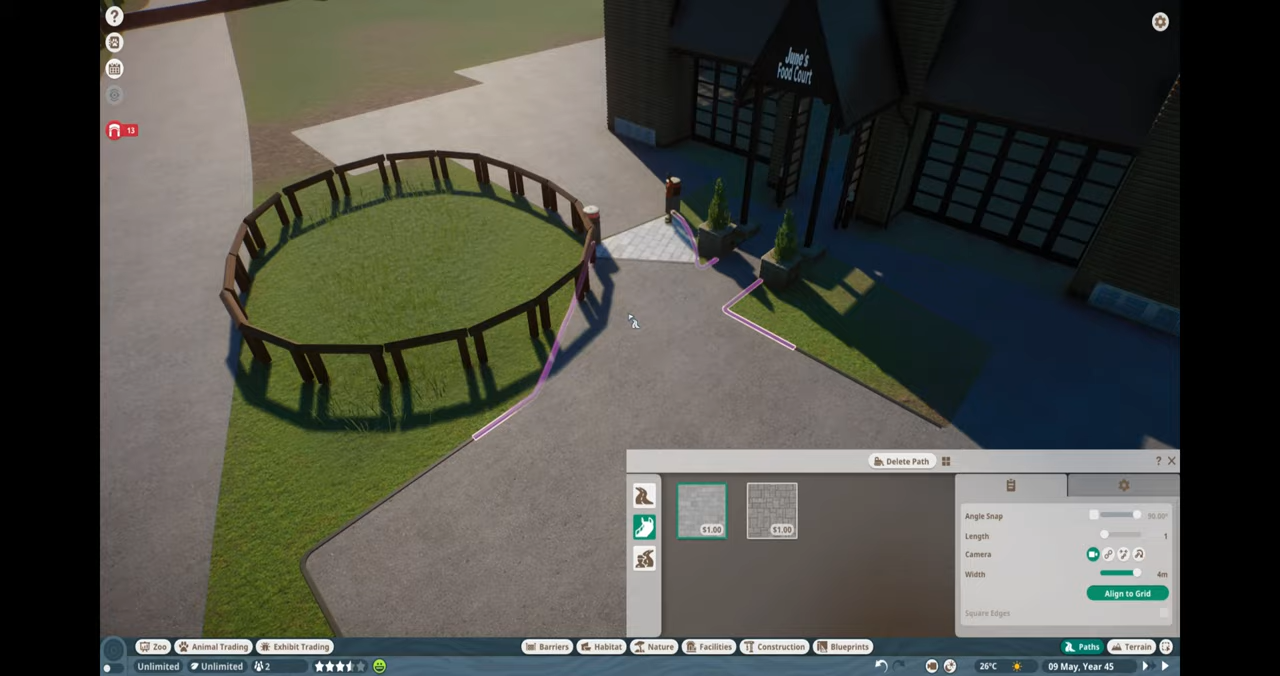 ?
13
June's
Food Court
Delete Path
?
$1.00
$1.00
Angle Snap
90.00°
Length
1
Camera
Width
4m
Align to Grid
Square Edges
Zoo
Animal Trading
Exhibit Trading
Barriers
Habitat
Nature
Facilities
Construction
Blueprints
Paths
Terrain
Unlimited
Unlimited
2
26°C
09 May, Year 45